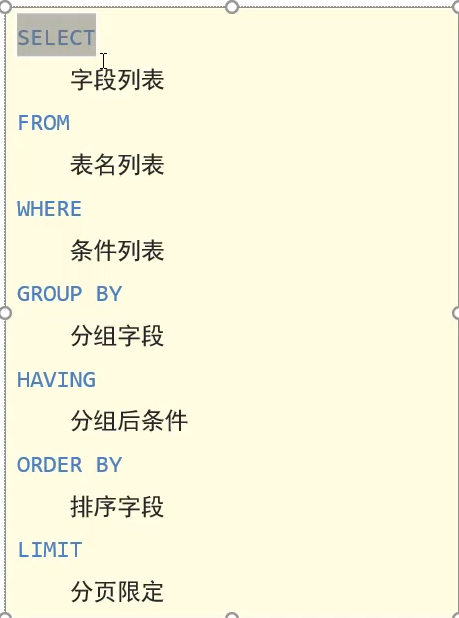 SELECT
字段列表
FROM
表名列表
WHERE
条件列表
GROUP BY
分组字段
HAVING
分组后条件
ORDER BY
排序字段
LIMIT
分页限定